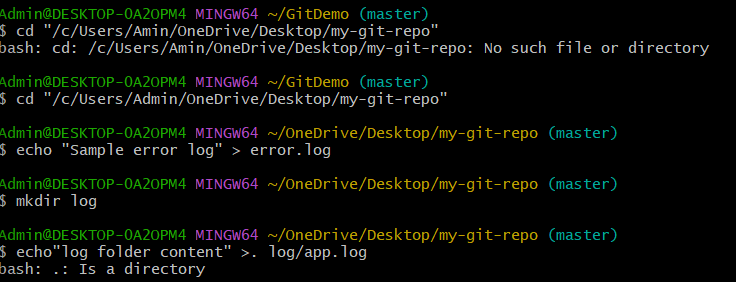 Admin@DESKTOP-0A2OPM4 MINGW64 ~/GitDemo (master)
$ cd "/c/Users/Amin/OneDrive/Desktop/my-git-repo"
bash: cd: /c/Users/Amin/OneDrive/Desktop/my-git-repo: No such file or directory
Admin@DESKTOP-0A2OPM4 MINGW64 ~/GitDemo (master)
$ cd "/c/Users/Admin/OneDrive/Desktop/my-git-repo"
Admin@DESKTOP-0A2OPM4 MINGW64 ~/OneDrive/Desktop/my-git-repo (master)
$ echo "Sample error log" > error.log
Admin@DESKTOP-0A2OPM4 MINGW64 ~/OneDrive/Desktop/my-git-repo (master)
$ mkdir log
Admin@DESKTOP-0A2OPM4 MINGW64 ~/OneDrive/Desktop/my-git-repo (master)
$ echo"log folder content" >. log/app.log
bash: .: Is a directory